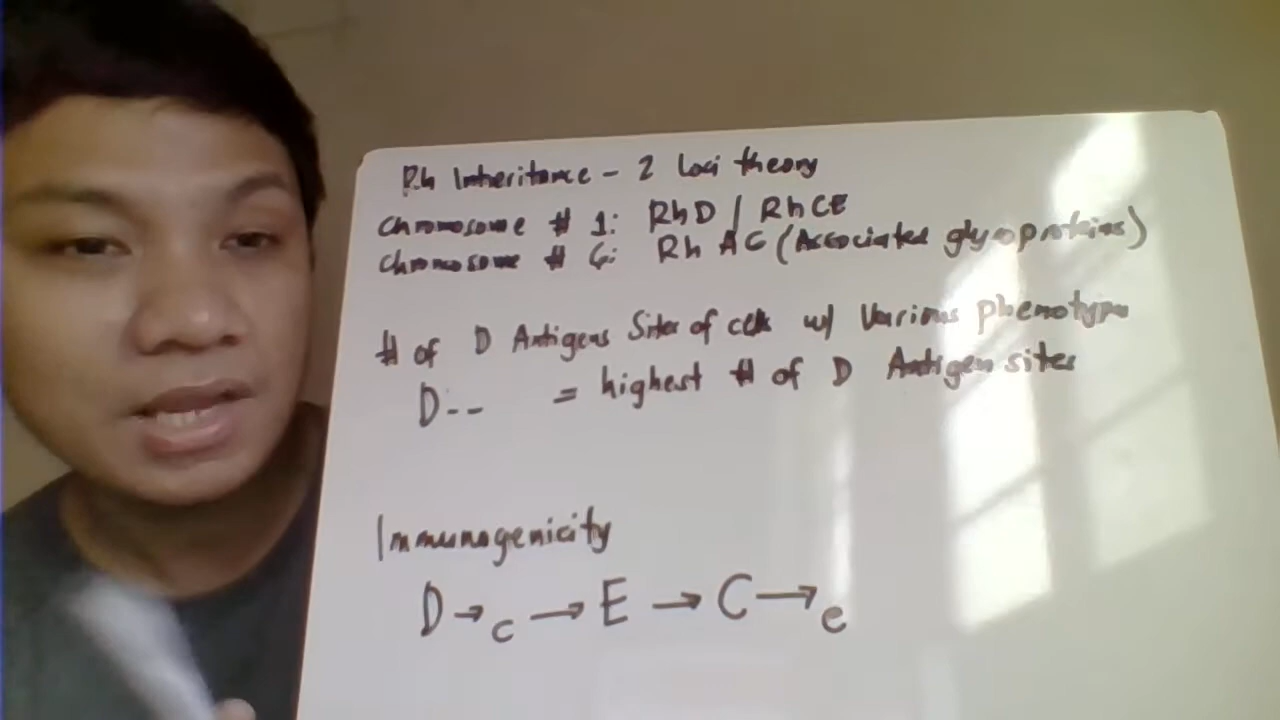 Rh Inheritance - 2 Loci theory
Chromosome # 1: RhD / RhCE
Chromosome # 6: Rh AG (Associated glycoproteins)
# of D Antigens Sites of cells w/ Various phenotypes
D-- = highest # of D Antigen sites
Immunogenicity
D → c → E → C → e